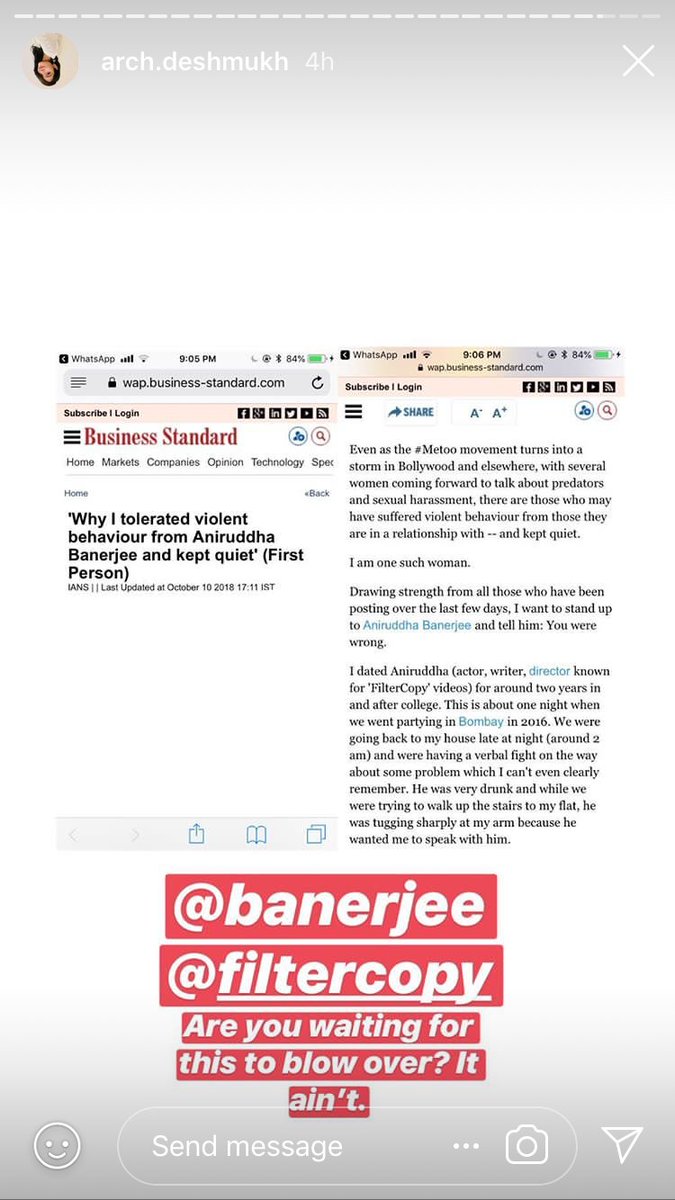 arch.deshmukh 4h
WhatsApp 9:05 PM 84%
wap.business-standard.com
Subscribe | Login
Business Standard
Home Markets Companies Opinion Technology Spec
Home «Back
'Why I tolerated violent
behaviour from Aniruddha
Banerjee and kept quiet' (First
Person)
IANS | | Last Updated at October 10 2018 17:11 IST
WhatsApp 9:06 PM 84%
wap.business-standard.com
Subscribe | Login
SHARE A- A+
Even as the #Metoo movement turns into a
storm in Bollywood and elsewhere, with several
women coming forward to talk about predators
and sexual harassment, there are those who may
have suffered violent behaviour from those they
are in a relationship with -- and kept quiet.
I am one such woman.
Drawing strength from all those who have been
posting over the last few days, I want to stand up
to Aniruddha Banerjee and tell him: You were
wrong.
I dated Aniruddha (actor, writer, director known
for 'FilterCopy' videos) for around two years in
and after college. This is about one night when
we went partying in Bombay in 2016. We were
going back to my house late at night (around 2
am) and were having a verbal fight on the way
about some problem which I can't even clearly
remember. He was very drunk and while we
were trying to walk up the stairs to my flat, he
was tugging sharply at my arm because he
wanted me to speak with him.
@banerjee
@filtercopy
Are you waiting for
this to blow over? It
ain't.
Send message